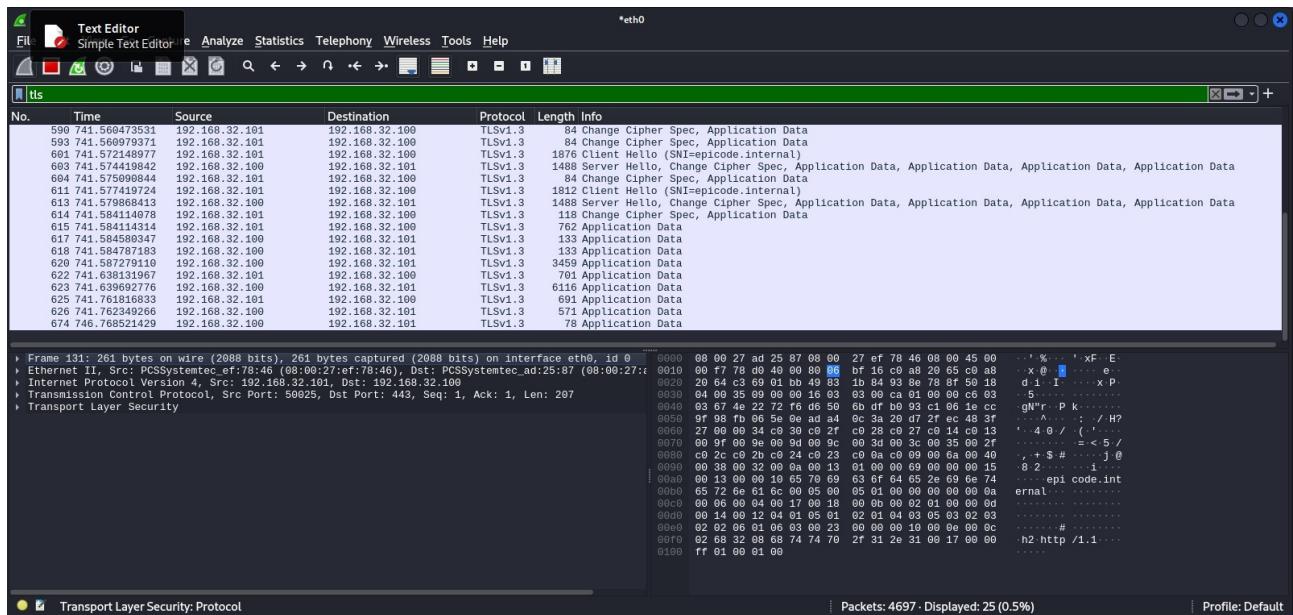 *eth0
Text Editor
Simple Text Editor
File
Analyze Statistics Telephony Wireless Tools Help
tls
No. Time Source Destination Protocol Length Info
590 741.560473531 192.168.32.101 192.168.32.100 TLSv1.3 84 Change Cipher Spec, Application Data
593 741.560979371 192.168.32.101 192.168.32.100 TLSv1.3 84 Change Cipher Spec, Application Data
601 741.572148977 192.168.32.101 192.168.32.100 TLSv1.3 1876 Client Hello (SNI=epicode.internal)
603 741.574419842 192.168.32.100 192.168.32.101 TLSv1.3 1488 Server Hello, Change Cipher Spec, Application Data, Application Data, Application Data, Application Data
604 741.575090844 192.168.32.101 192.168.32.100 TLSv1.3 84 Change Cipher Spec, Application Data
611 741.577419724 192.168.32.101 192.168.32.100 TLSv1.3 1812 Client Hello (SNI=epicode.internal)
613 741.579868413 192.168.32.100 192.168.32.101 TLSv1.3 1488 Server Hello, Change Cipher Spec, Application Data, Application Data, Application Data, Application Data
614 741.584114078 192.168.32.101 192.168.32.100 TLSv1.3 118 Change Cipher Spec, Application Data
615 741.584114314 192.168.32.101 192.168.32.100 TLSv1.3 762 Application Data
617 741.584580347 192.168.32.100 192.168.32.101 TLSv1.3 133 Application Data
618 741.584787183 192.168.32.100 192.168.32.101 TLSv1.3 133 Application Data
620 741.587279110 192.168.32.100 192.168.32.101 TLSv1.3 3459 Application Data
622 741.638131967 192.168.32.101 192.168.32.100 TLSv1.3 701 Application Data
623 741.639692776 192.168.32.100 192.168.32.101 TLSv1.3 6116 Application Data
625 741.761816833 192.168.32.101 192.168.32.100 TLSv1.3 691 Application Data
626 741.762349266 192.168.32.100 192.168.32.101 TLSv1.3 571 Application Data
674 746.768521429 192.168.32.100 192.168.32.101 TLSv1.3 78 Application Data
Frame 131: 261 bytes on wire (2088 bits), 261 bytes captured (2088 bits) on interface eth0, id 0
Ethernet II, Src: PCSSystemtec_ef:78:46 (08:00:27:ef:78:46), Dst: PCSSystemtec_ad:25:87 (08:00:27:a
Internet Protocol Version 4, Src: 192.168.32.101, Dst: 192.168.32.100
Transmission Control Protocol, Src Port: 50025, Dst Port: 443, Seq: 1, Ack: 1, Len: 207
Transport Layer Security
0000 08 00 27 ad 25 87 08 00 27 ef 78 46 08 00 45 00 ··'·%··· '·xF··E·
0010 00 f7 78 d0 40 00 80 06 bf 16 c0 a8 20 65 c0 a8 ··x·@··· ···· e··
0020 20 64 c3 69 01 bb 49 83 1b 84 93 8e 78 8f 50 18 d·i··I· ····x·P·
0030 04 00 35 09 00 00 16 03 03 00 ca 01 00 00 c6 03 ··5····· ········
0040 03 67 4e 22 72 f6 d6 50 6b df b0 93 c1 06 1e cc ·gN"r··P k·······
0050 9f 98 fb 06 5e 0e ad a4 0c 3a 20 d7 2f ec 48 3f ····^··· ·: ·/·H?
0060 27 00 00 34 c0 30 c0 2f c0 28 c0 27 c0 14 c0 13 '··4·0·/ ·(·'····
0070 00 9f 00 9e 00 9d 00 9c 00 3d 00 3c 00 35 00 2f ········ ·=·<·5·/
0080 c0 2c c0 2b c0 24 c0 23 c0 0a c0 09 00 6a 00 40 ·,·+·$·# ·····j·@
0090 00 38 00 32 00 0a 00 13 01 00 00 69 00 00 00 15 ·8·2···· ···i····
00a0 00 13 00 00 10 65 70 69 63 6f 64 65 2e 69 6e 74 ·····epi code.int
00b0 65 72 6e 61 6c 00 05 00 05 01 00 00 00 00 00 0a ernal··· ········
00c0 00 06 00 04 00 17 00 18 00 0b 00 02 01 00 00 0d ········ ········
00d0 00 14 00 12 04 01 05 01 02 01 04 03 05 03 02 03 ········ ········
00e0 02 02 06 01 06 03 00 23 00 00 00 10 00 0e 00 0c ·······# ········
00f0 02 68 32 08 68 74 74 70 2f 31 2e 31 00 17 00 00 ·h2·http /1.1····
0100 ff 01 00 01 00 ·····
Transport Layer Security: Protocol
Packets: 4697 · Displayed: 25 (0.5%)
Profile: Default